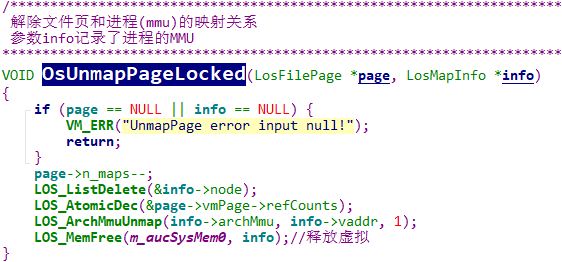 /**********************************************************************
解除文件页和进程(mmu)的映射关系
参数info记录了进程的MMU
***********************************************************************
VOID OsUnmapPageLocked(LosFilePage *page, LosMapInfo *info)
{
    if (page == NULL || info == NULL) {
        VM_ERR("UnmapPage error input null!");
        return;
    }
    page->n_maps--;
    LOS_ListDelete(&info->node);
    LOS_AtomicDec(&page->vmPage->refCounts);
    LOS_ArchMmuUnmap(info->archMmu, info->vaddr, 1);
    LOS_MemFree(m_aucSysMem0, info);//释放虚拟
}